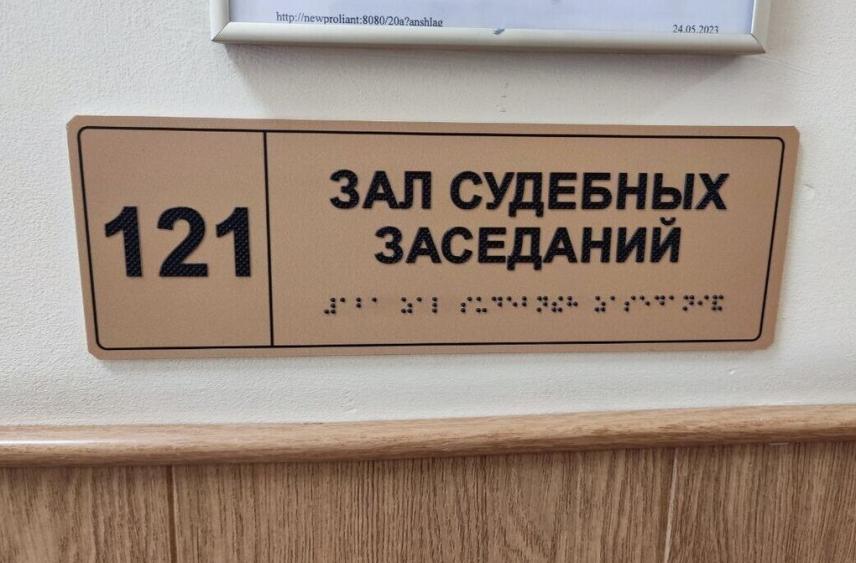 http://newproliant:8080/20a?anshlag
24.05.2023
121
ЗАЛ СУДЕБНЫХ
ЗАСЕДАНИЙ
⠼⠁⠃⠁ ⠵⠁⠇ ⠎⠥⠙⠑⠃⠝⠮⠓ ⠵⠁⠎⠑⠙⠁⠝⠊⠯